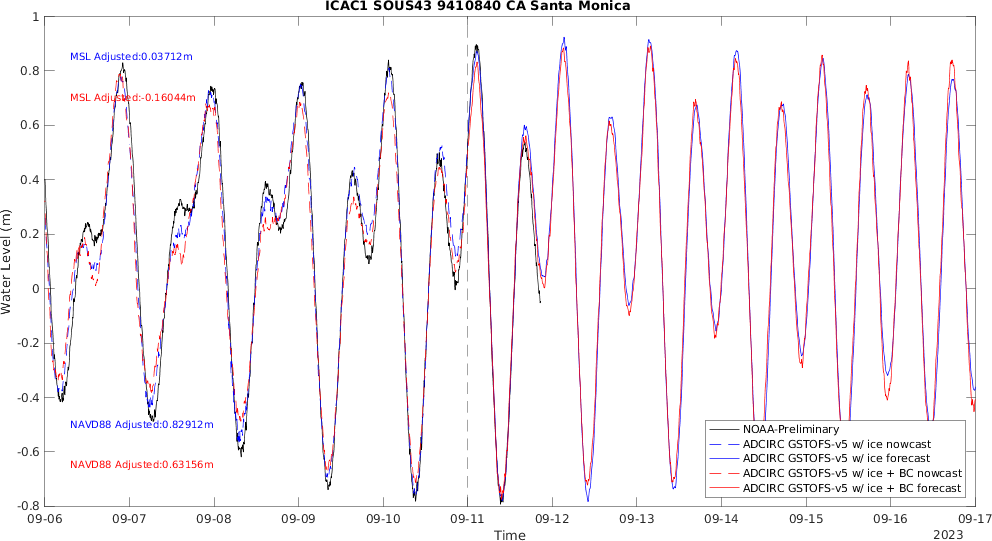 ICAC1 SOUS43 9410840 CA Santa Monica
1
0.8
0.6
0.4
0.2
0
-0.2
-0.4
-0.6
-0.8
Water Level (m)
MSL Adjusted:0.03712m
MSL Adjusted:-0.16044m
NAVD88 Adjusted:0.82912m
NAVD88 Adjusted:0.63156m
NOAA-Preliminary
ADCIRC GSTOFS-v5 w/ ice nowcast
ADCIRC GSTOFS-v5 w/ ice forecast
ADCIRC GSTOFS-v5 w/ ice + BC nowcast
ADCIRC GSTOFS-v5 w/ ice + BC forecast
09-06 09-07 09-08 09-09 09-10 09-11 09-12 09-13 09-14 09-15 09-16 09-17
Time
2023